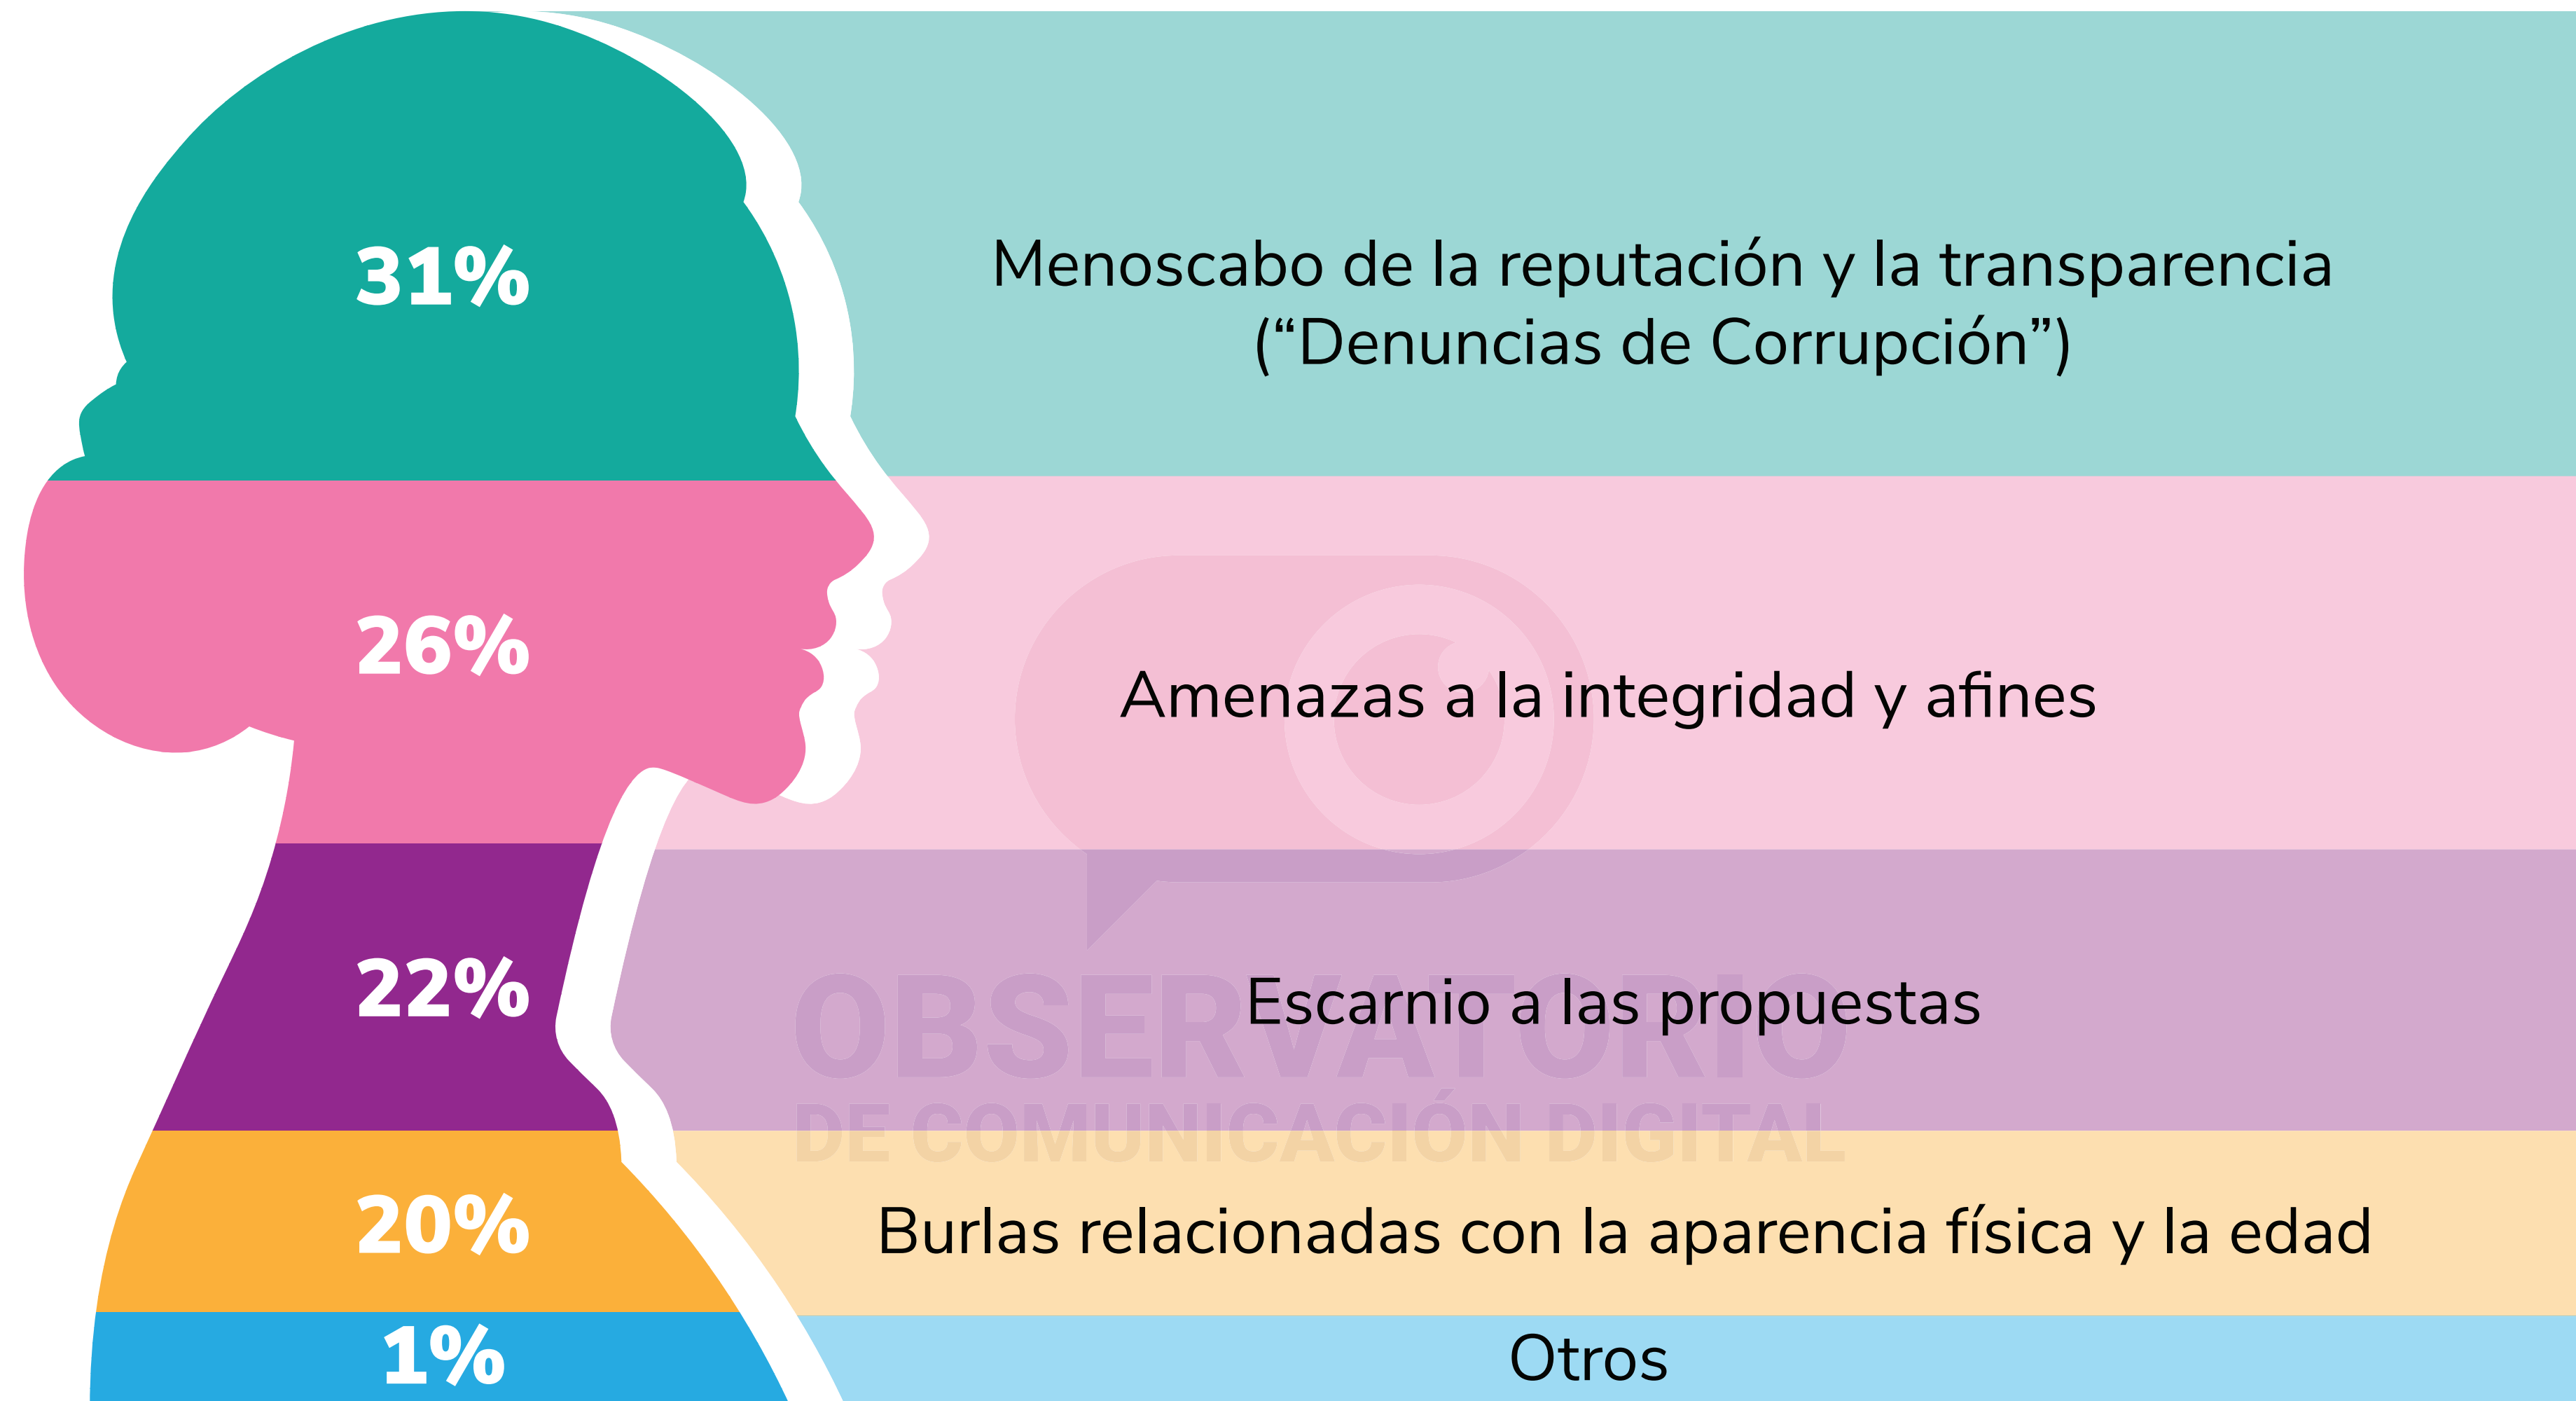 31%
Menoscabo de la reputación y la transparencia
(“Denuncias de Corrupción”)
26%
Amenazas a la integridad y afines
22%
Escarnio a las propuestas
OBSERVATORIO
DE COMUNICACIÓN DIGITAL
20%
Burlas relacionadas con la aparencia física y la edad
1%
Otros